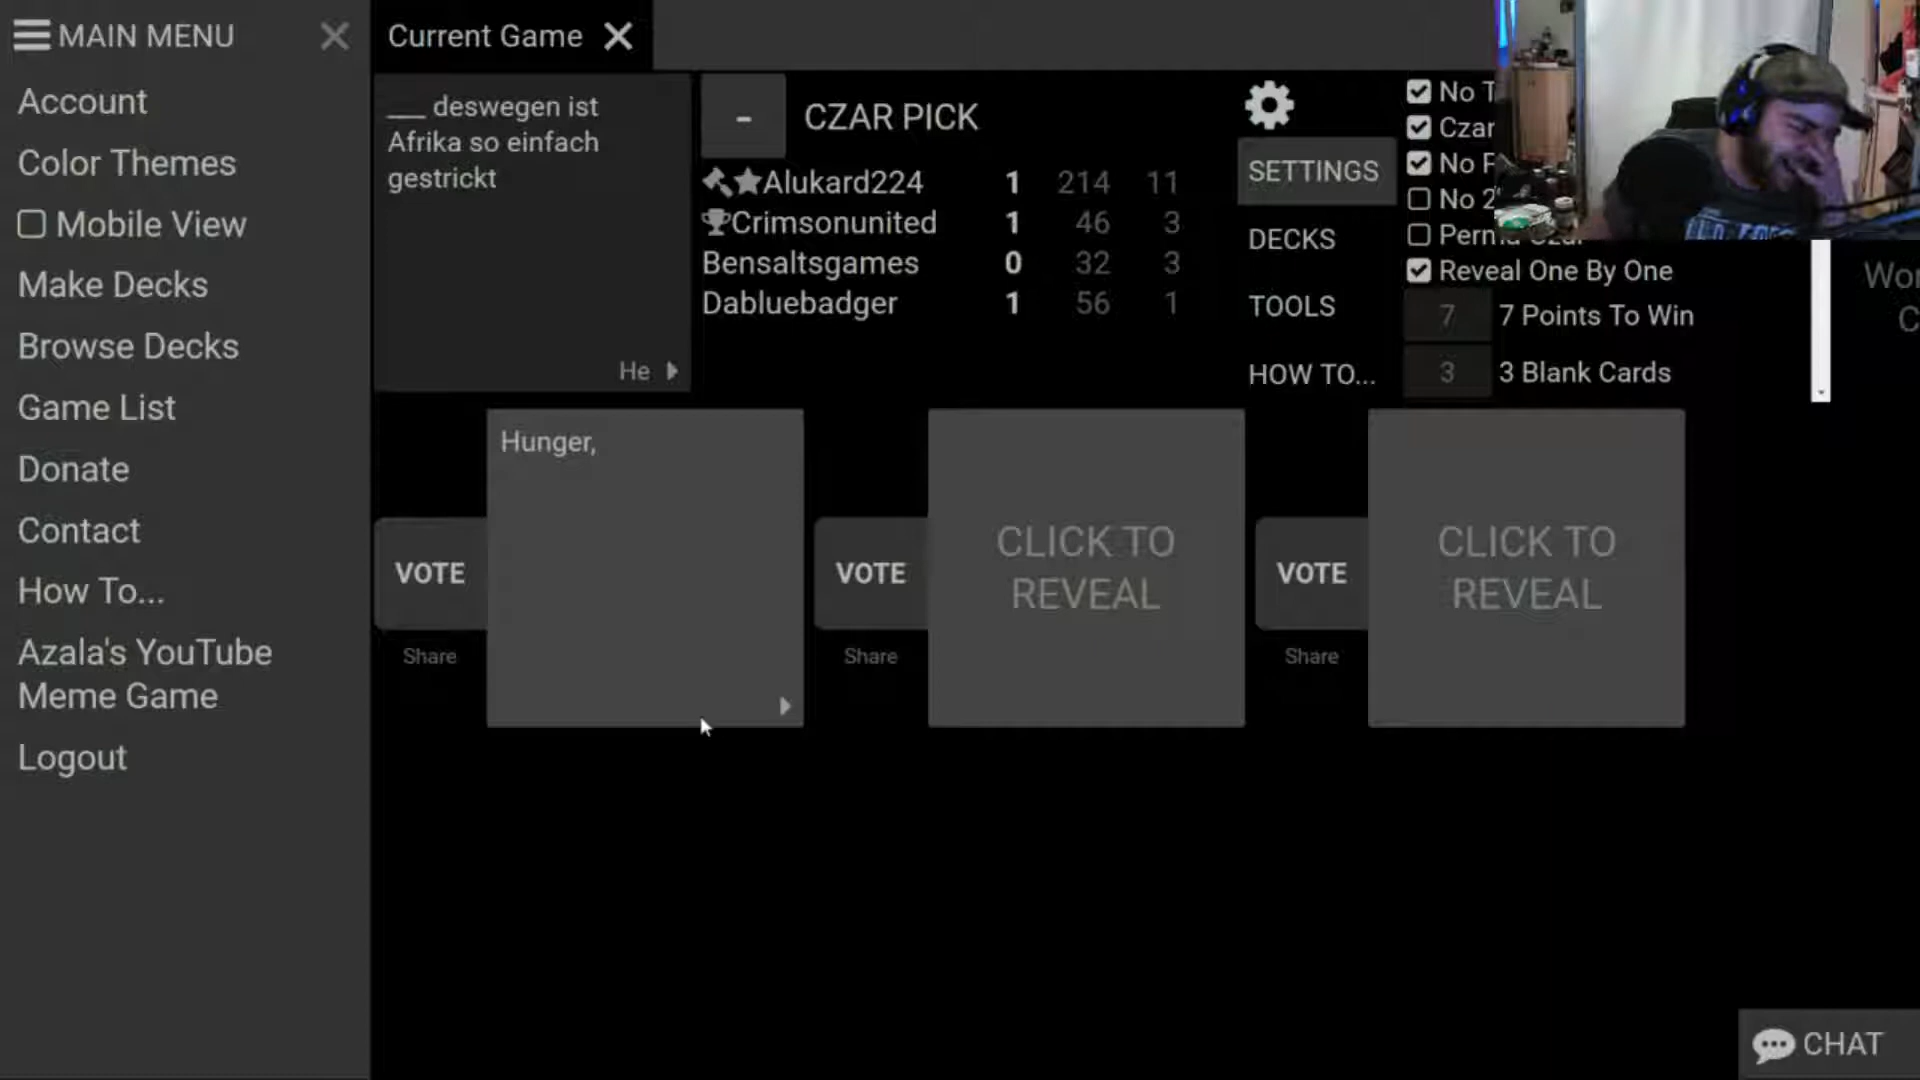 MAIN MENU
Account
Color Themes
Mobile View
Make Decks
Browse Decks
Game List
Donate
Contact
How To...
Azala's YouTube
Meme Game
Logout
Current Game
___ deswegen ist
Afrika so einfach
gestrickt
He
- CZAR PICK
Alukard224 1 214 11
Crimsonunited 1 46 3
Bensaltsgames 0 32 3
Dabluebadger 1 56 1
SETTINGS
DECKS
TOOLS
HOW TO...
No
Czar
No
No
Reveal One By One
7 7 Points To Win
3 3 Blank Cards
VOTE
Share
Hunger,
VOTE
Share
CLICK TO
REVEAL
VOTE
Share
CLICK TO
REVEAL
CHAT